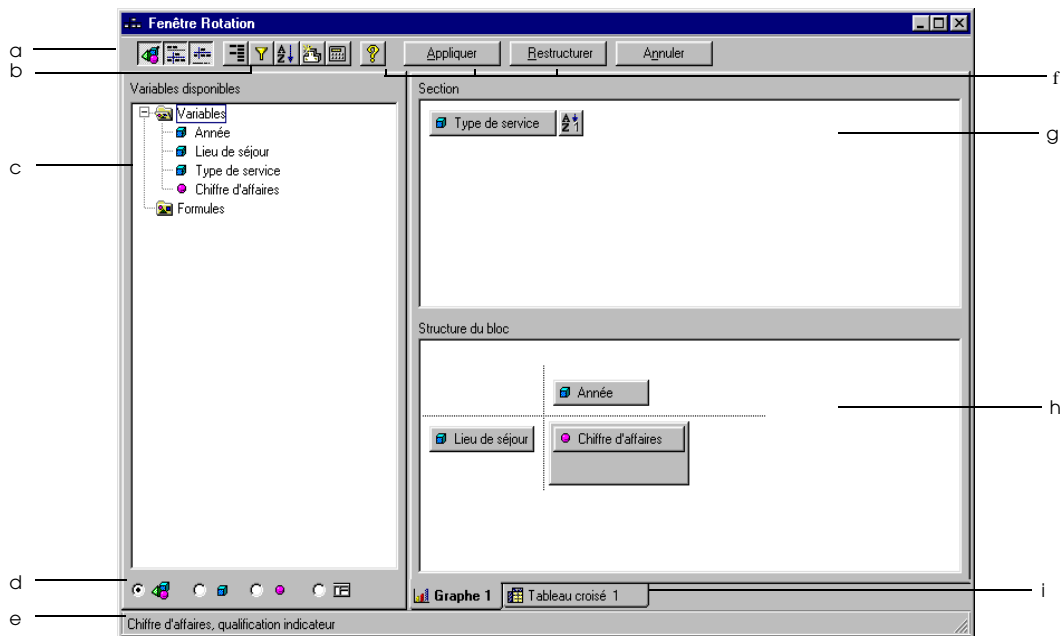 Fenêtre Rotation
a
b
Appliquer
Restructurer
Annuler
f
Variables disponibles
Variables
Année
Lieu de séjour
Type de service
Chiffre d'affaires
Formules
c
Section
Type de service
g
Structure du bloc
Année
Lieu de séjour
Chiffre d'affaires
h
d
Graphe 1
Tableau croisé 1
i
e
Chiffre d'affaires, qualification indicateur